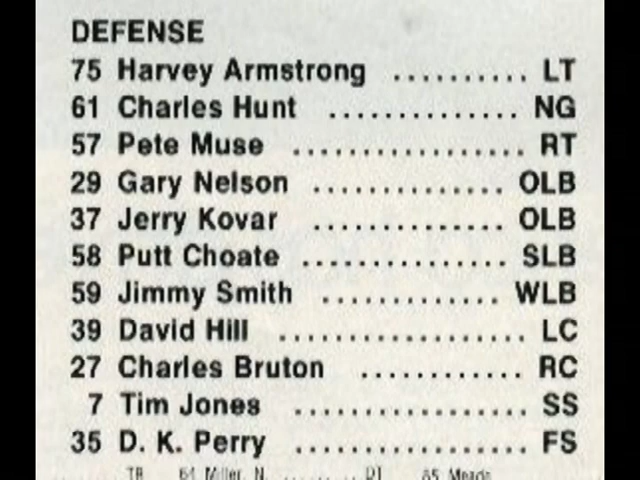 DEFENSE
75 Harvey Armstrong .......... LT
61 Charles Hunt .............. NG
57 Pete Muse ................. RT
29 Gary Nelson .............. OLB
37 Jerry Kovar .............. OLB
58 Putt Choate ............... SLB
59 Jimmy Smith ............. WLB
39 David Hill .................. LC
27 Charles Bruton ............ RC
7 Tim Jones ................. SS
35 D. K. Perry ................. FS